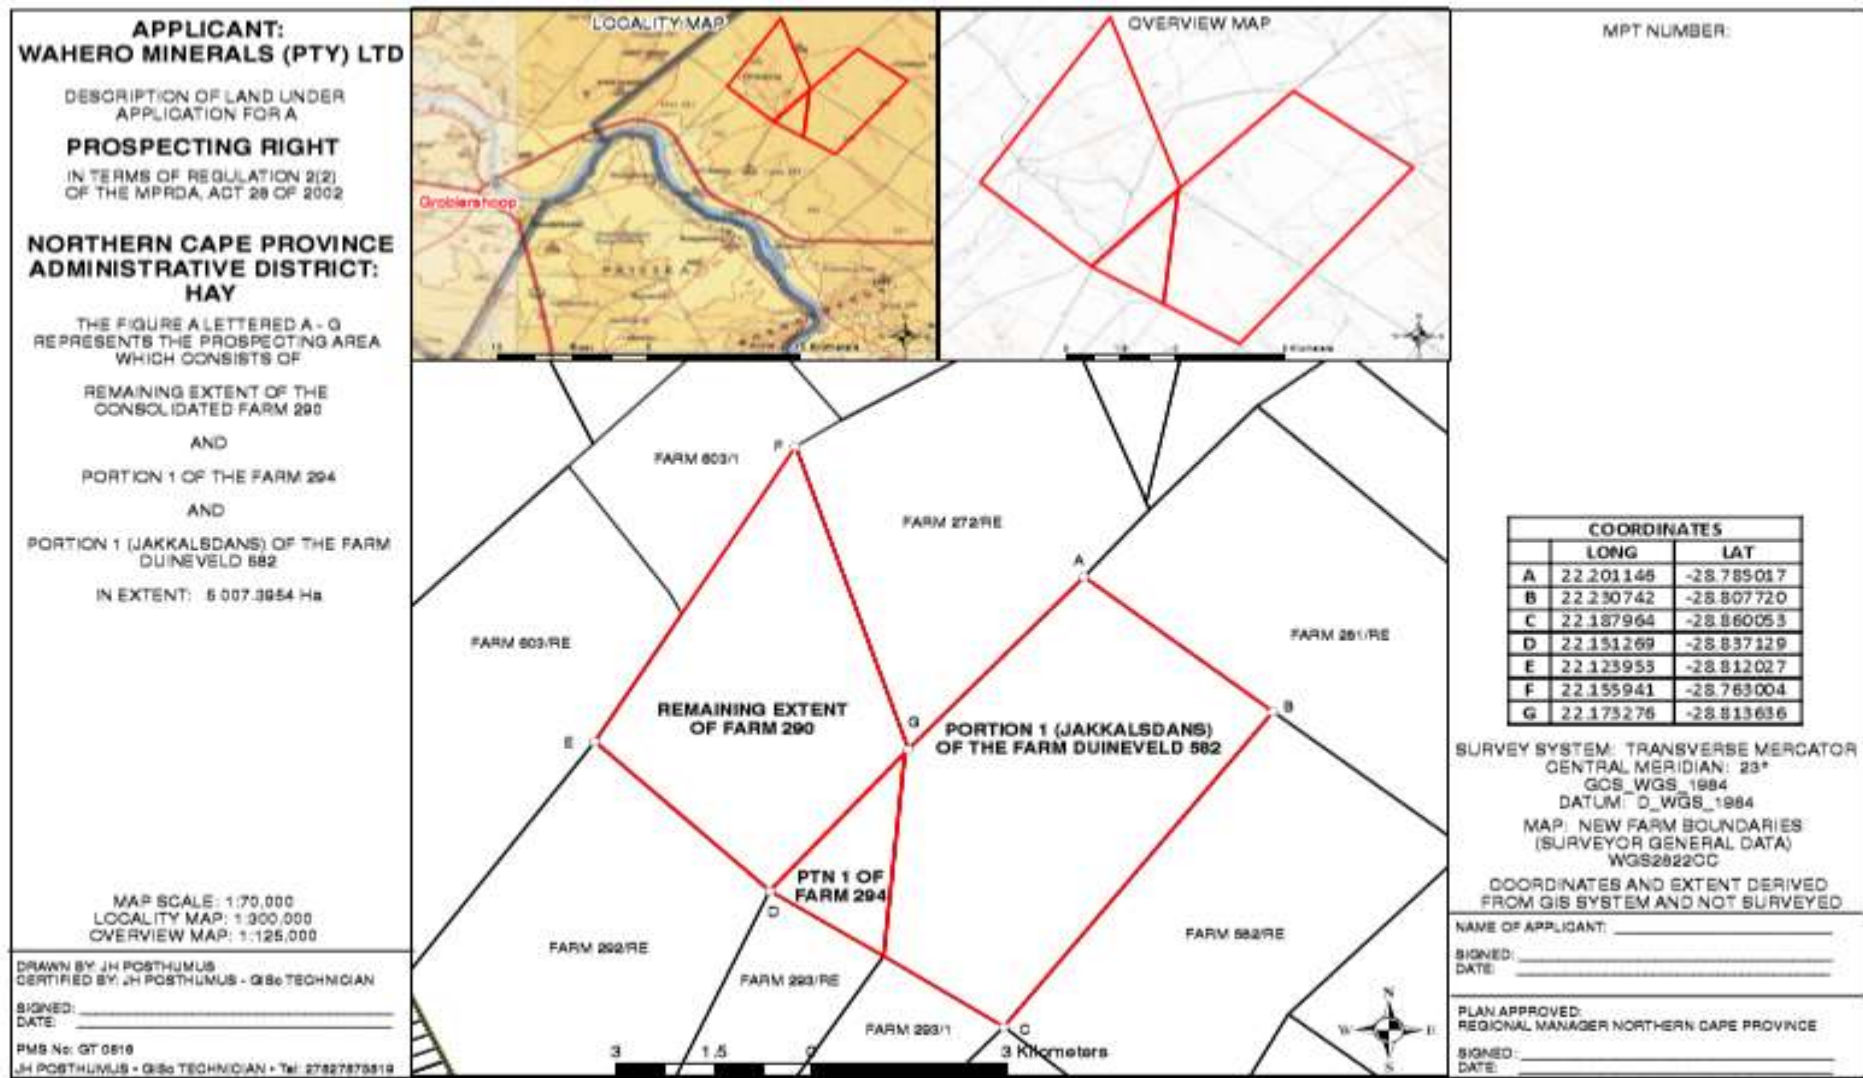 APPLICANT:
WAHERO MINERALS (PTY) LTD
DESCRIPTION OF LAND UNDER
APPLICATION FOR A
PROSPECTING RIGHT
IN TERMS OF REGULATION 2(2)
OF THE MPRDA, ACT 28 OF 2002
NORTHERN CAPE PROVINCE
ADMINISTRATIVE DISTRICT:
HAY
THE FIGURE A LETTERED A - G
REPRESENTS THE PROSPECTING AREA
WHICH CONSISTS OF
REMAINING EXTENT OF THE
CONSOLIDATED FARM 290
AND
PORTION 1 OF THE FARM 294
AND
PORTION 1 (JAKKALSDANS) OF THE FARM
DUINEVELD 582
IN EXTENT: 5 007.3954 Ha
MAP SCALE: 1:70,000
LOCALITY MAP: 1:300,000
OVERVIEW MAP: 1:125,000
DRAWN BY: JH POSTHUMUS
CERTIFIED BY: JH POSTHUMUS - GISc TECHNICIAN
SIGNED:
DATE:
PMS No: GT 0816
JH POSTHUMUS - GISc TECHNICIAN • Tel: 27827875819
LOCALITY MAP
Groblershoop
PRIESKA
OVERVIEW MAP
F
FARM 603/1
FARM 272/RE
A
FARM 603/RE
FARM 281/RE
REMAINING EXTENT
OF FARM 290
G
B
PORTION 1 (JAKKALSDANS)
OF THE FARM DUINEVELD 582
E
PTN 1 OF
FARM 294
D
FARM 292/RE
FARM 582/RE
FARM 293/RE
FARM 293/1
C
N
W E
S
3 1.5 0 3 Kilometers
MPT NUMBER:
COORDINATES
LONG LAT
A 22.201146 -28.785017
B 22.230742 -28.807720
C 22.187964 -28.860053
D 22.151269 -28.837129
E 22.123953 -28.812027
F 22.155941 -28.763004
G 22.173276 -28.813636
SURVEY SYSTEM: TRANSVERSE MERCATOR
CENTRAL MERIDIAN: 23°
GCS_WGS_1984
DATUM: D_WGS_1984
MAP: NEW FARM BOUNDARIES
(SURVEYOR GENERAL DATA)
WGS2822CC
COORDINATES AND EXTENT DERIVED
FROM GIS SYSTEM AND NOT SURVEYED
NAME OF APPLICANT:
SIGNED:
DATE:
PLAN APPROVED:
REGIONAL MANAGER NORTHERN CAPE PROVINCE
SIGNED:
DATE: